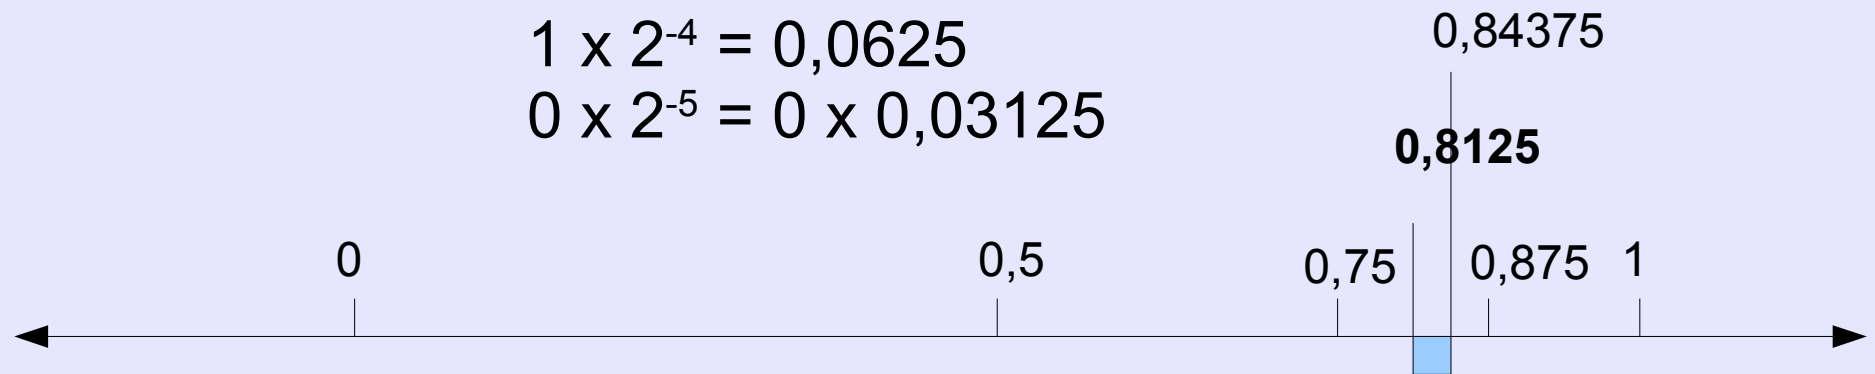 1 x 2⁻⁴ = 0,0625
0 x 2⁻⁵ = 0 x 0,03125
0,84375
0,8125
0 0,5 0,75 0,875 1